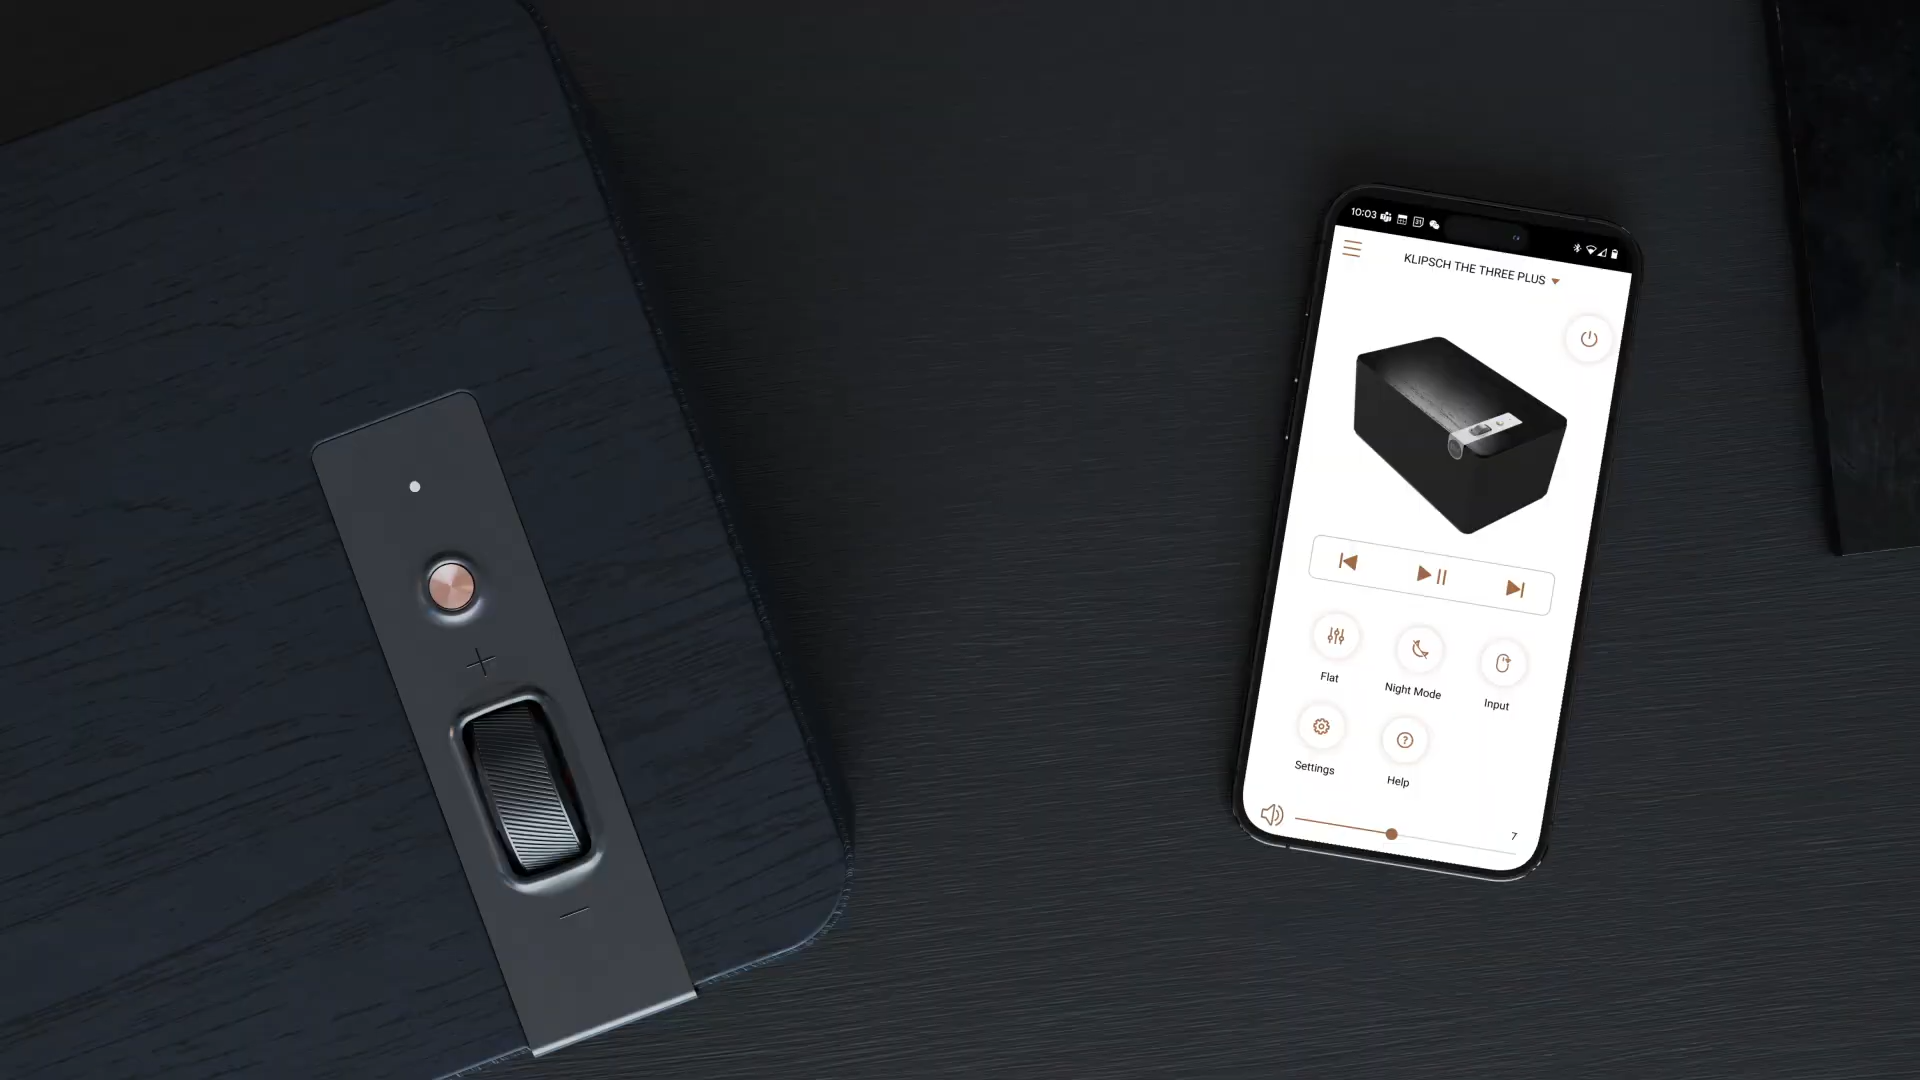 10:03
KLIPSCH THE THREE PLUS
Flat
Night Mode
Input
Settings
Help
7